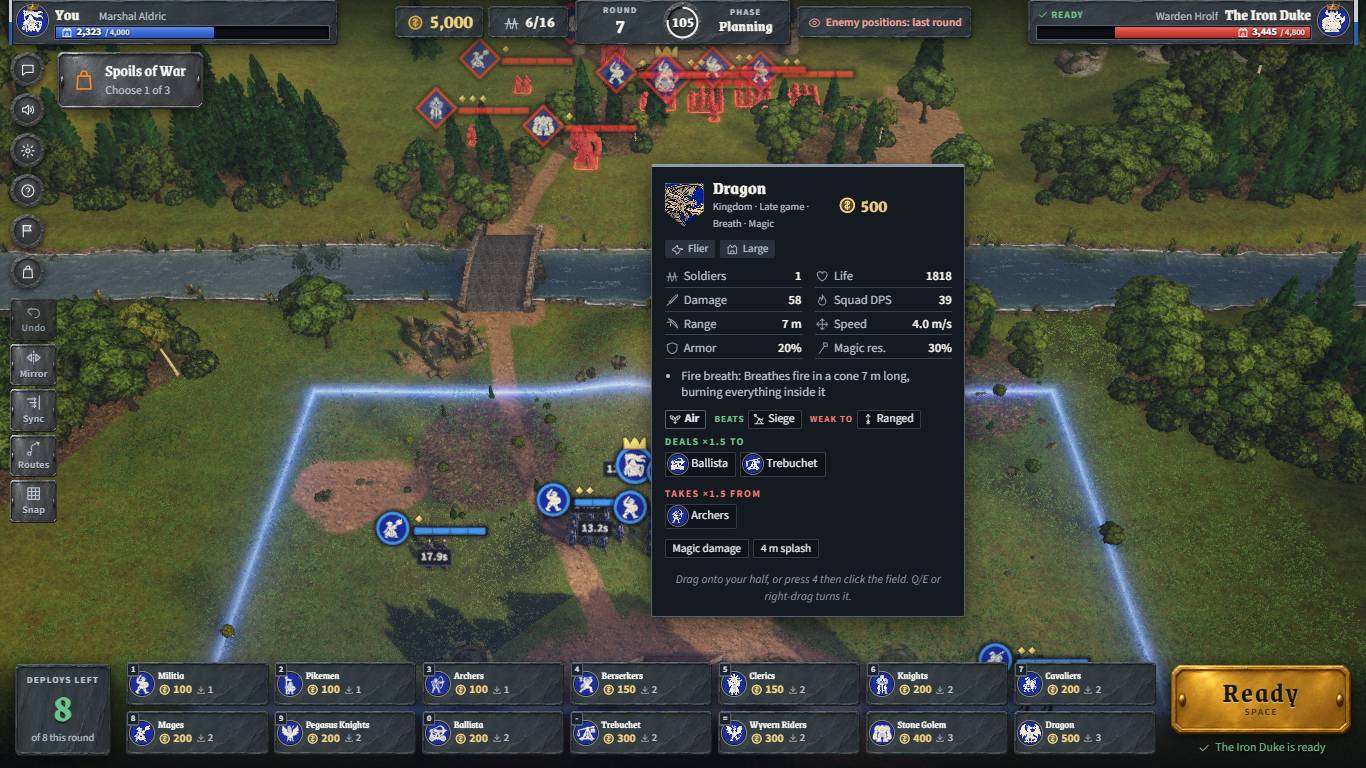 You Marshal Aldric
2,323 / 4,000
5,000
6/16
ROUND
7
105
PHASE
Planning
Enemy positions: last round
READY
Warden Hrolf The Iron Duke
3,445 / 4,800
Spoils of War
Choose 1 of 3
Undo
Mirror
Sync
Routes
Snap
Dragon
Kingdom · Late game ·
Breath · Magic
500
Flier
Large
Soldiers 1
Life 1818
Damage 58
Squad DPS 39
Range 7 m
Speed 4.0 m/s
Armor 20%
Magic res. 30%
• Fire breath: Breathes fire in a cone 7 m long,
burning everything inside it
Air BEATS Siege WEAK TO Ranged
DEALS ×1.5 TO
Ballista
Trebuchet
TAKES ×1.5 FROM
Archers
Magic damage
4 m splash
Drag onto your half, or press 4 then click the field. Q/E or
right-drag turns it.
13.2s
17.9s
DEPLOYS LEFT
8
of 8 this round
1 Militia
100 1
2 Pikemen
100 1
3 Archers
100 1
4 Berserkers
150 2
5 Clerics
150 2
6 Knights
200 2
7 Cavaliers
200 2
8 Mages
200 2
9 Pegasus Knights
200 2
0 Ballista
200 2
- Trebuchet
300 2
= Wyvern Riders
300 2
Stone Golem
400 3
Dragon
500 3
Ready
SPACE
The Iron Duke is ready